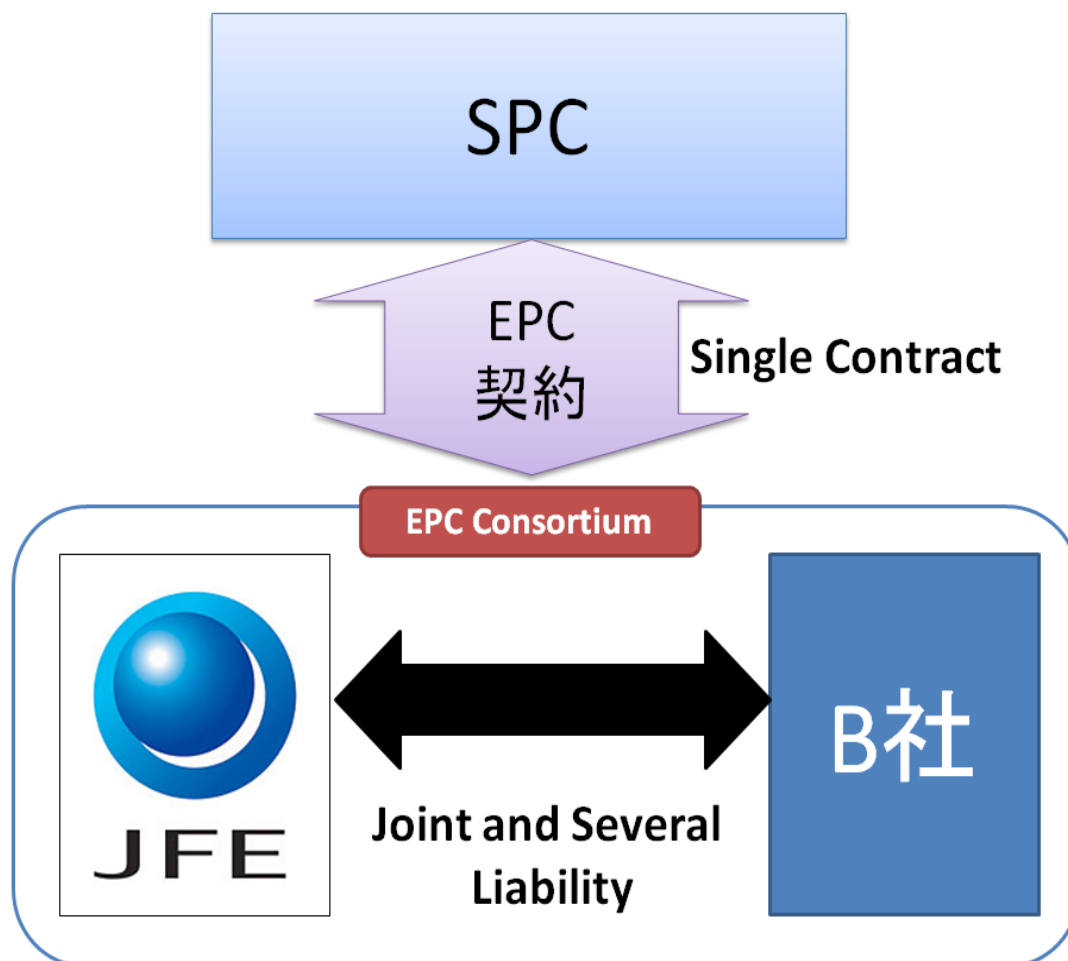 SPC
EPC
契約
Single Contract
EPC Consortium
JFE
Joint and Several
Liability
B社